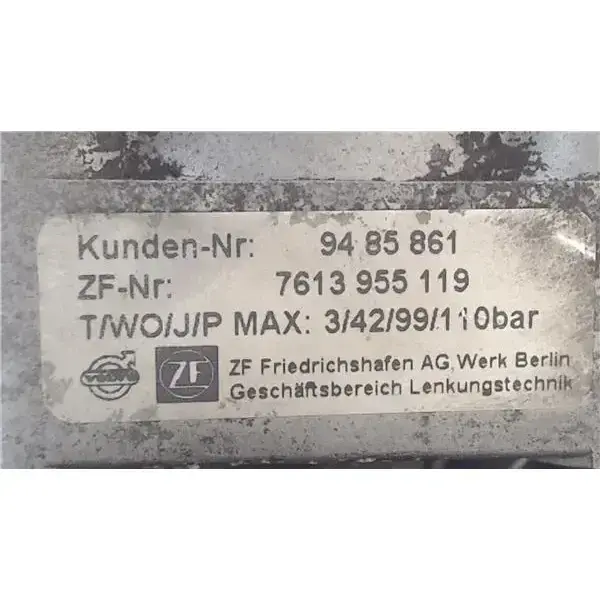 Kunden-Nr: 94 85 861
ZF-Nr: 7613 955 119
T/WO/J/P MAX: 3/42/99/110bar
VOLVO ZF ZF Friedrichshafen AG, Werk Berlin
Geschäftsbereich Lenkungstechnik